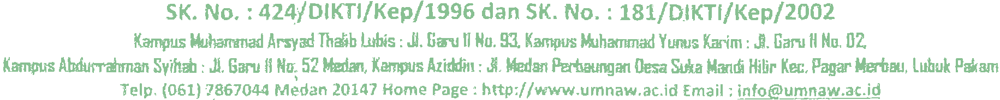 SK. No. : 424/DIKTI/Kep/1996 dan SK. No. : 181/DIKTI/Kep/2002
Kampus Muhammad Arsyad Thalib Lubis : Jl. Garu II No. 93, Kampus Muhammad Yunus Karim : Jl. Garu II No. 02,
Kampus Abdurrahman Syihab : Jl. Garu II No. 52 Medan, Kampus Aziddin : Jl. Medan Perbaungan Desa Suka Mandi Hilir Kec. Pagar Merbau, Lubuk Pakam
Telp. (061) 7867044 Medan 20147 Home Page : http://www.umnaw.ac.id Email : info@umnaw.ac.id